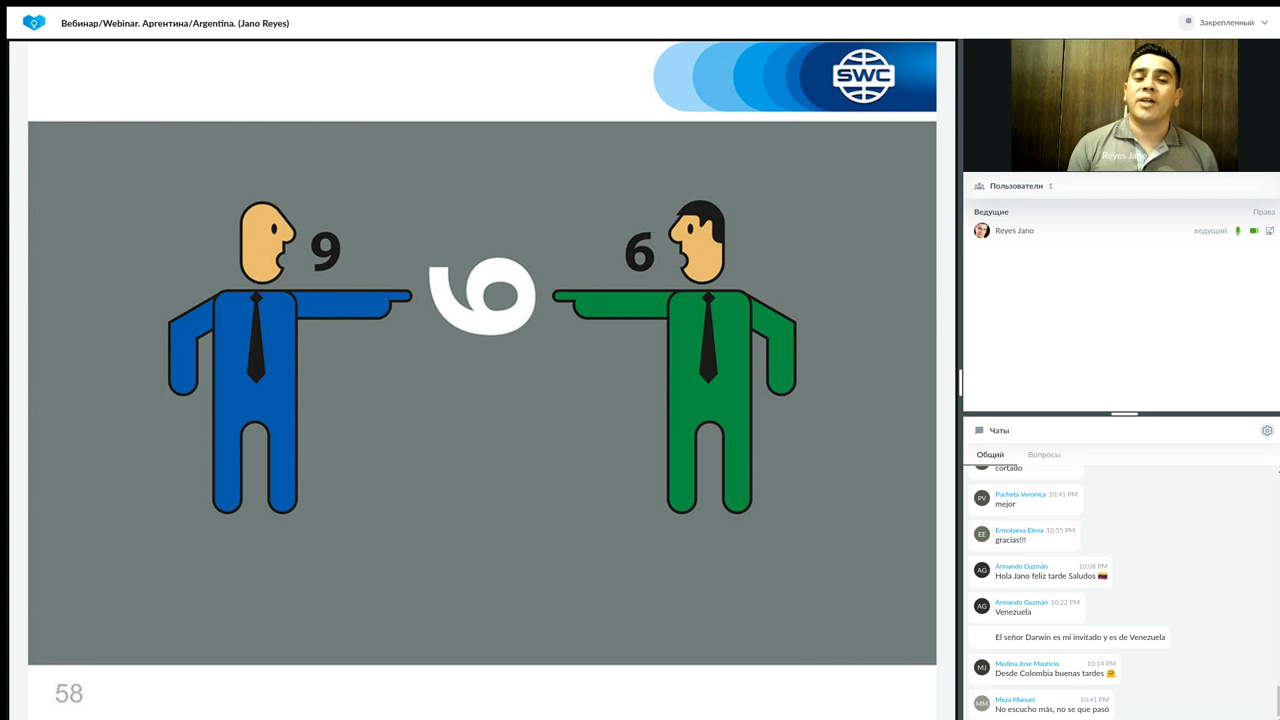 Вебинар/Webinar. Аргентина/Argentina. (Jano Reyes)
Закрепленный
SWC
9
6
6
58
Reyes Jano
Пользователи 1
Ведущие
Права
Reyes Jano
ведущий
Чаты
Общий
Вопросы
cortado
PV
Pucheta Veronica 10:41 PM
mejor
EE
Ermolaeva Elena 10:55 PM
gracias!!!
AG
Armando Guzmán 10:08 PM
Hola Jano feliz tarde Saludos 🇻🇪
AG
Armando Guzmán 10:22 PM
Venezuela
El señor Darwin es mi invitado y es de Venezuela
MJ
Medina Jose Mauricio 10:14 PM
Desde Colombia buenas tardes 🤗
MM
Meza Manuel 10:41 PM
No escucho más, no se que pasó